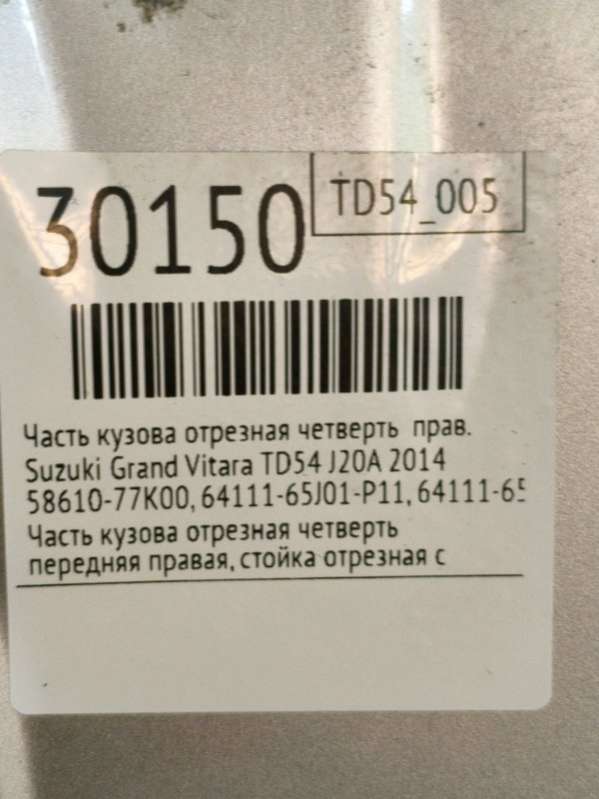 30150
TD54_005
Часть кузова отрезная четверть прав.
Suzuki Grand Vitara TD54 J20A 2014
58610-77K00, 64111-65J01-P11, 64111-65
Часть кузова отрезная четверть
передняя правая, стойка отрезная с